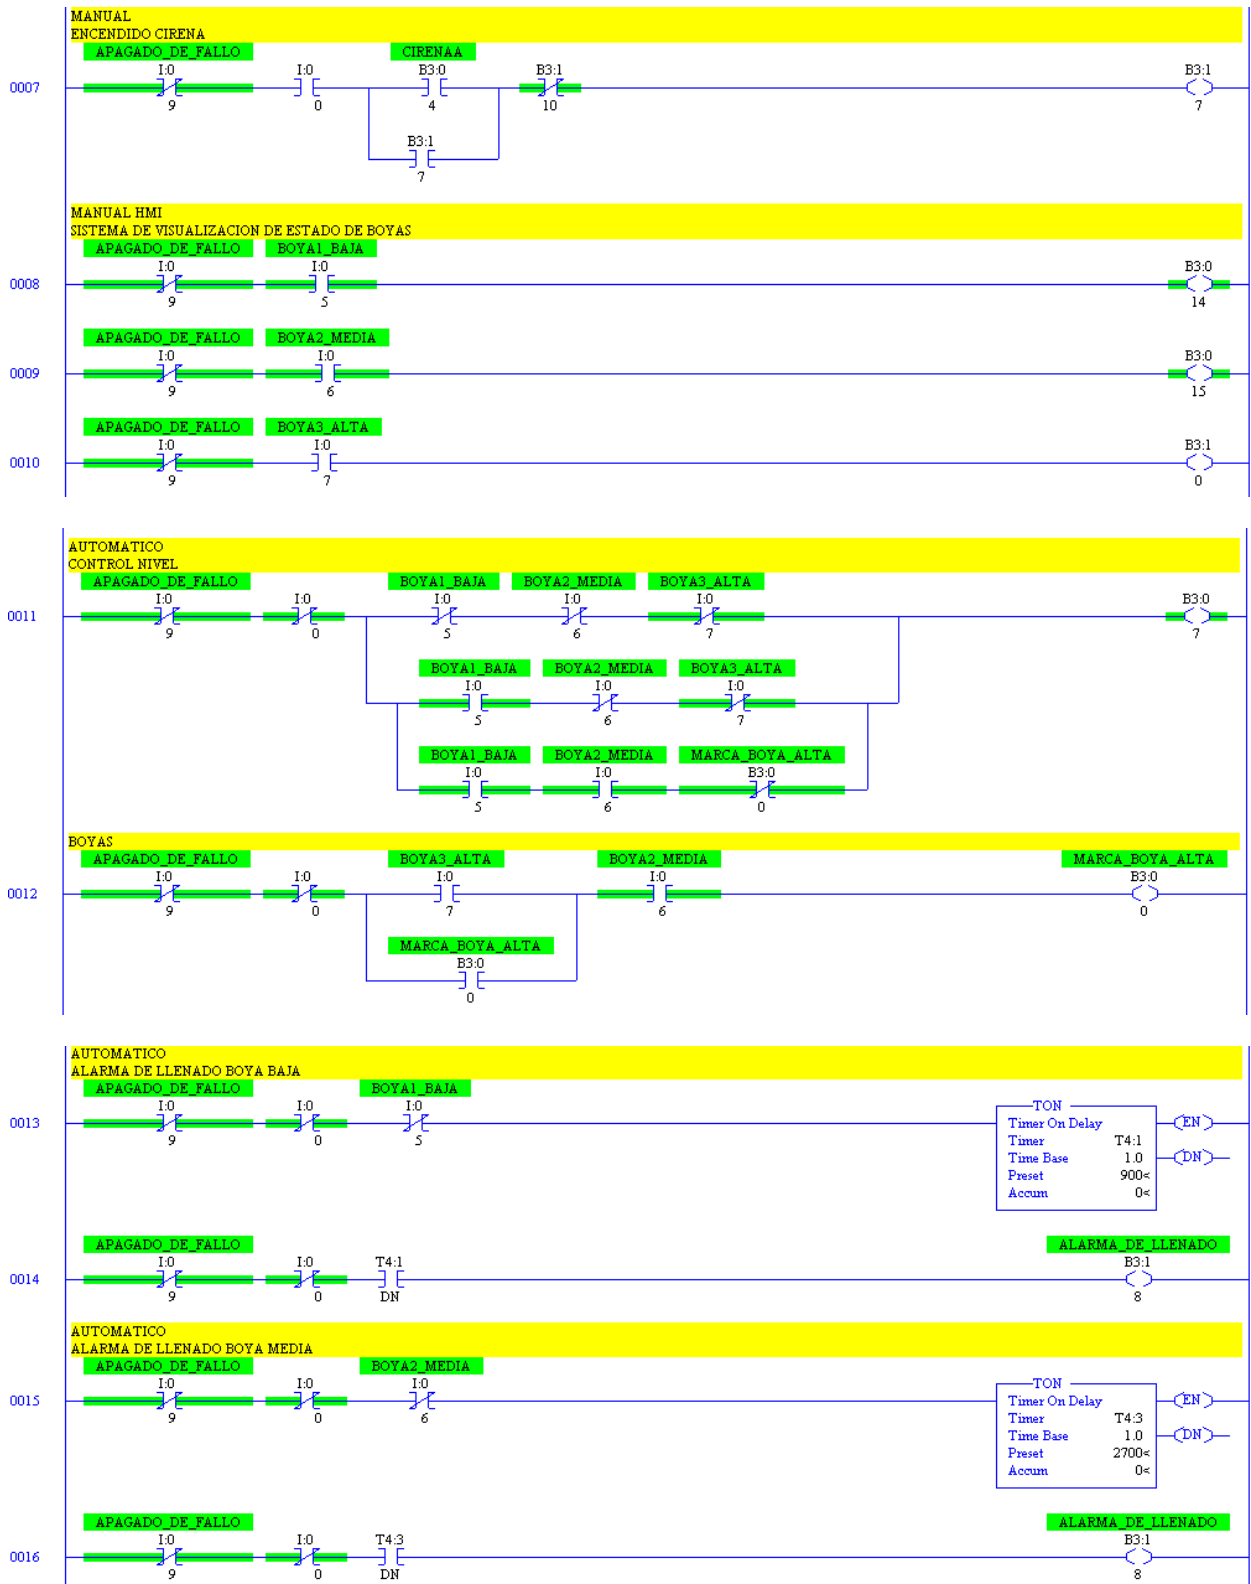 MANUAL
ENCENDIDO CIRENA
APAGADO_DE_FALLO CIRENAA
I:0 I:0 B3:0 B3:1 B3:1
0007
9 0 4 10 7
B3:1
7
MANUAL HMI
SISTEMA DE VISUALIZACION DE ESTADO DE BOYAS
APAGADO_DE_FALLO BOYA1_BAJA
I:0 I:0 B3:0
0008
9 5 14
APAGADO_DE_FALLO BOYA2_MEDIA
I:0 I:0 B3:0
0009
9 6 15
APAGADO_DE_FALLO BOYA3_ALTA
I:0 I:0 B3:1
0010
9 7 0
AUTOMATICO
CONTROL NIVEL
APAGADO_DE_FALLO BOYA1_BAJA BOYA2_MEDIA BOYA3_ALTA
I:0 I:0 I:0 I:0 I:0 B3:0
0011
9 0 5 6 7 7
BOYA1_BAJA BOYA2_MEDIA BOYA3_ALTA
I:0 I:0 I:0
5 6 7
BOYA1_BAJA BOYA2_MEDIA MARCA_BOYA_ALTA
I:0 I:0 B3:0
5 6 0
BOYAS
APAGADO_DE_FALLO BOYA3_ALTA BOYA2_MEDIA MARCA_BOYA_ALTA
I:0 I:0 I:0 I:0 B3:0
0012
9 0 7 6 0
MARCA_BOYA_ALTA
B3:0
0
AUTOMATICO
ALARMA DE LLENADO BOYA BAJA
APAGADO_DE_FALLO BOYA1_BAJA
I:0 I:0 I:0 TON
0013 Timer On Delay EN
9 0 5 Timer T4:1
Time Base 1.0 DN
Preset 900<
Accum 0<
APAGADO_DE_FALLO ALARMA_DE_LLENADO
I:0 I:0 T4:1 B3:1
0014
9 0 DN 8
AUTOMATICO
ALARMA DE LLENADO BOYA MEDIA
APAGADO_DE_FALLO BOYA2_MEDIA
I:0 I:0 I:0 TON
0015 Timer On Delay EN
9 0 6 Timer T4:3
Time Base 1.0 DN
Preset 2700<
Accum 0<
APAGADO_DE_FALLO ALARMA_DE_LLENADO
I:0 I:0 T4:3 B3:1
0016
9 0 DN 8